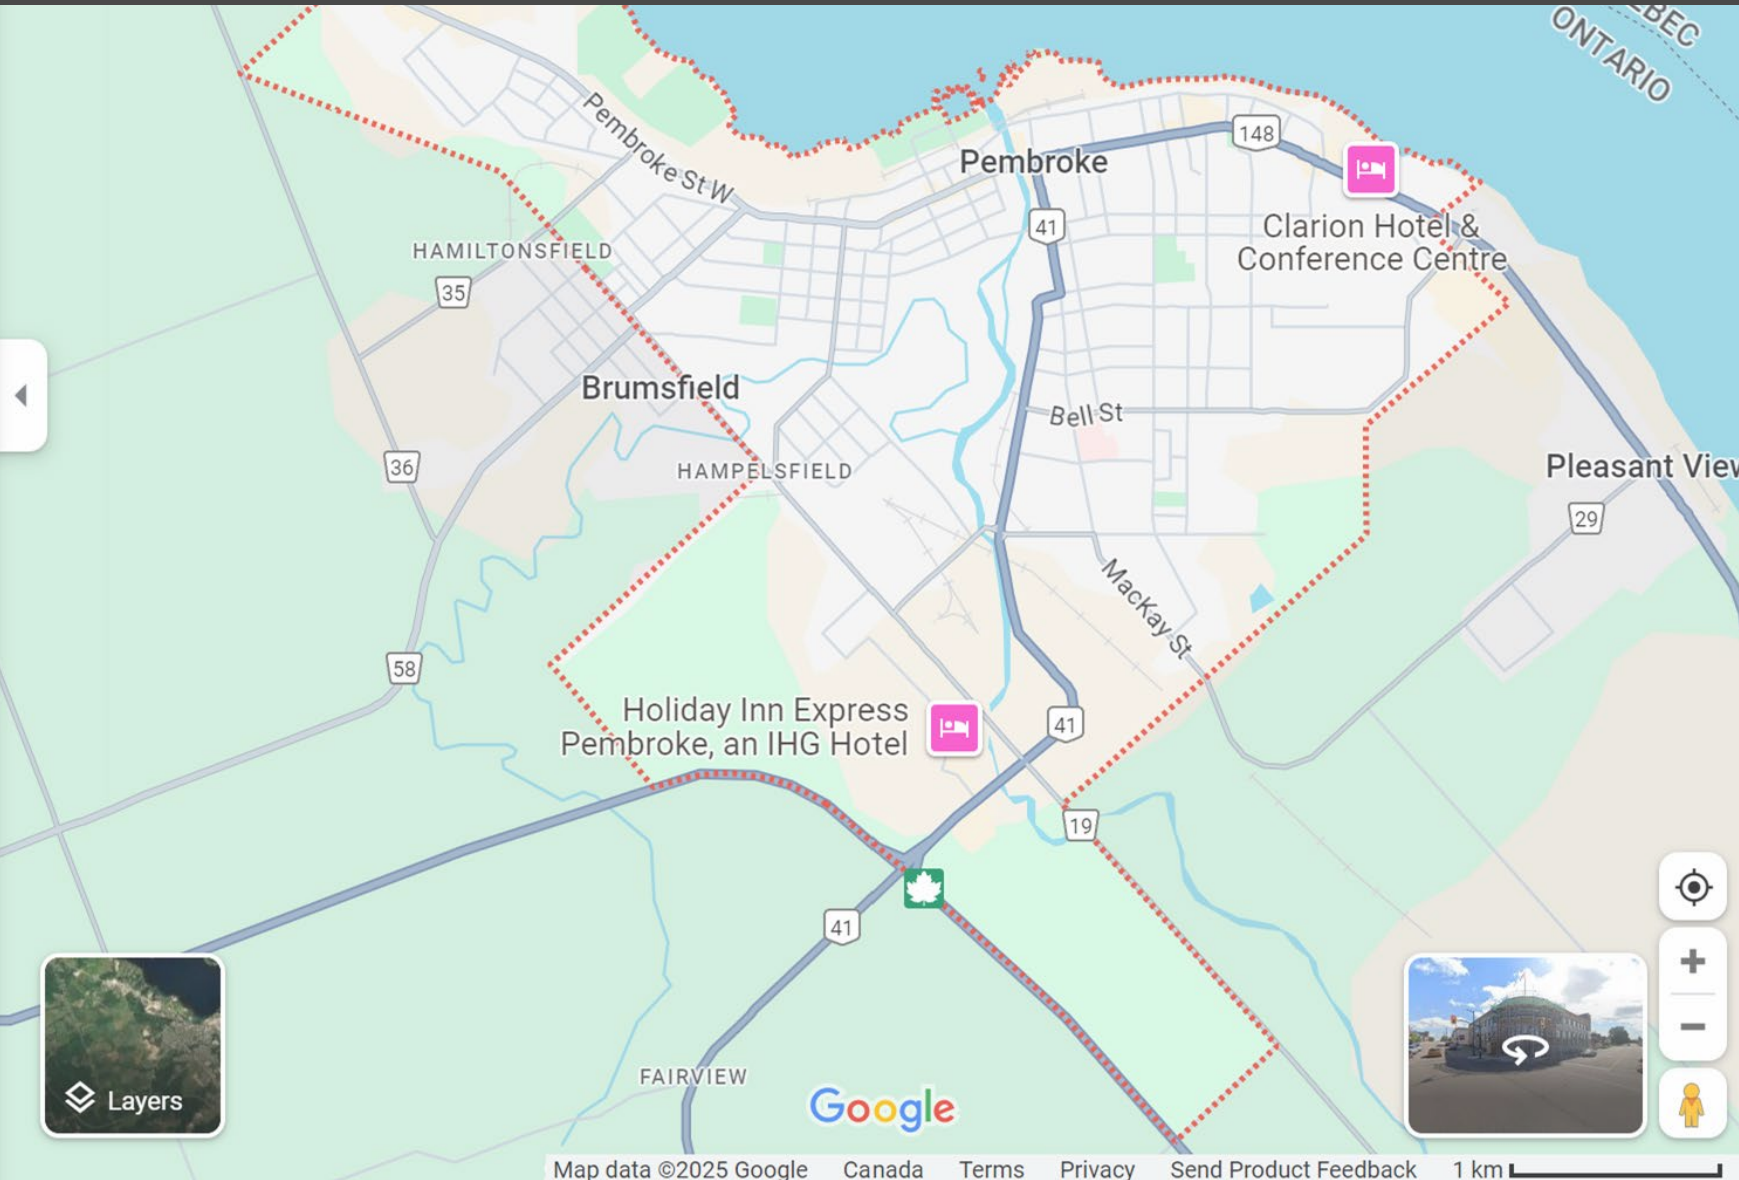 BEC
ONTARIO
Pembroke St W
148
Pembroke
41
Clarion Hotel &
Conference Centre
HAMILTONSFIELD
35
Brumsfield
Bell St
36
HAMPELSFIELD
Pleasant View
29
MacKay St
58
Holiday Inn Express
Pembroke, an IHG Hotel
41
19
41
FAIRVIEW
Layers
Google
Map data ©2025 Google Canada Terms Privacy Send Product Feedback 1 km